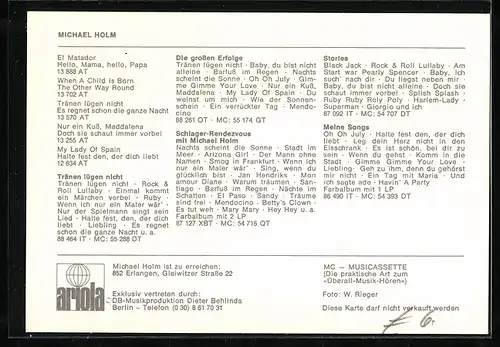 MICHAEL HOLM
El Matador
Hello, Mama, hello, Papa
13 888 AT
When A Child is Born
The Other Way Round
13 702 AT
Tränen lügen nicht
Es regnet schon die ganze Nacht
13 570 AT
Nur ein Kuß, Maddalena
Doch sie schaut immer vorbei
13 255 AT
My Lady Of Spain
Halte fest den, der dich liebt
12 634 AT
Tränen lügen nicht
Tränen lügen nicht · Rock &
Roll Lullaby · Einmal kommt
ein Märchen vorbei · Ruby ·
Wenn ich nur ein Maler wär' ·
Nur der Spielmann singt sein
Lied · Halte fest, den, der dich
liebt · Liebling · Es regnet
schon die ganze Nacht u. a.
88 464 IT · MC: 55 288 DT
Die großen Erfolge
Tränen lügen nicht · Baby, du bist nicht
alleine · Barfuß im Regen · Nachts
scheint die Sonne · Oh Oh July · Gim-
me Gimme Your Love · Nur ein Kuß,
Maddalena · My Lady Of Spain · Du
weinst um mich · Wie der Sonnen-
schein · Ein verrückter Tag · Mendo-
cino
88 261 OT · MC: 55 174 GT
Schlager-Rendezvous
mit Michael Holm
Nachts scheint die Sonne · Stadt im
Meer · Arizona Girl · Der Mann ohne
Namen · Smog in Frankfurt · Wenn ich
nur ein Maler wär' · Sing, wenn du
glücklich bist · Jan Hendriks · Mon
amour Diane · Warum träumen · San-
tiago · Barfuß im Regen · Nächte im
Schatten · El Paso · Sandy · Träume
sind frei · Mendocino · Betty's Clown ·
Es tut weh · Mary Mary · Hey Hey u. a.
Farbalbum mit 2 LP
87 127 XBT · MC: 54 716 QT
Stories
Black Jack · Rock & Roll Lullaby · Am
Start war Pearly Spencer · Baby, ich
such' nach dir · Du liegst neben mir ·
Baby, du bist nicht alleine · Doch sie
schaut immer vorbei · Splish Splash ·
Ruby Ruby Rely Poly · Harlem-Lady ·
Superman · Giorgio und ich
87 092 IT · MC: 54 707 DT
Meine Songs
Oh Oh July · Halte fest den, der dich
liebt · Leg dein Herz nicht in den
Eisschrank · Es ist schön, bei dir zu
sein · Wenn du gehst · Komm in die
Stadt · Gimme Gimme Your Love ·
Liebling · Geh zu ihm, denn du gehörst
mir nicht · Ein Tag mit Maria · Und
ich sagte ade · Havin' A Party
Farbalbum mit 1 LP
86 490 IT · MC: 54 393 DT
ariola
Michael Holm ist zu erreichen:
852 Erlangen, Gleiwitzer Straße 22
Exklusiv vertreten durch:
DB-Musikproduktion Dieter Behlinda
Berlin – Telefon (0 30) 8 61 70 31
MC – MUSICASSETTE
(Die praktische Art zum
»Überall-Musik-Hören«)
Foto: W. Rieger
Diese Karte darf nicht verkauft werden